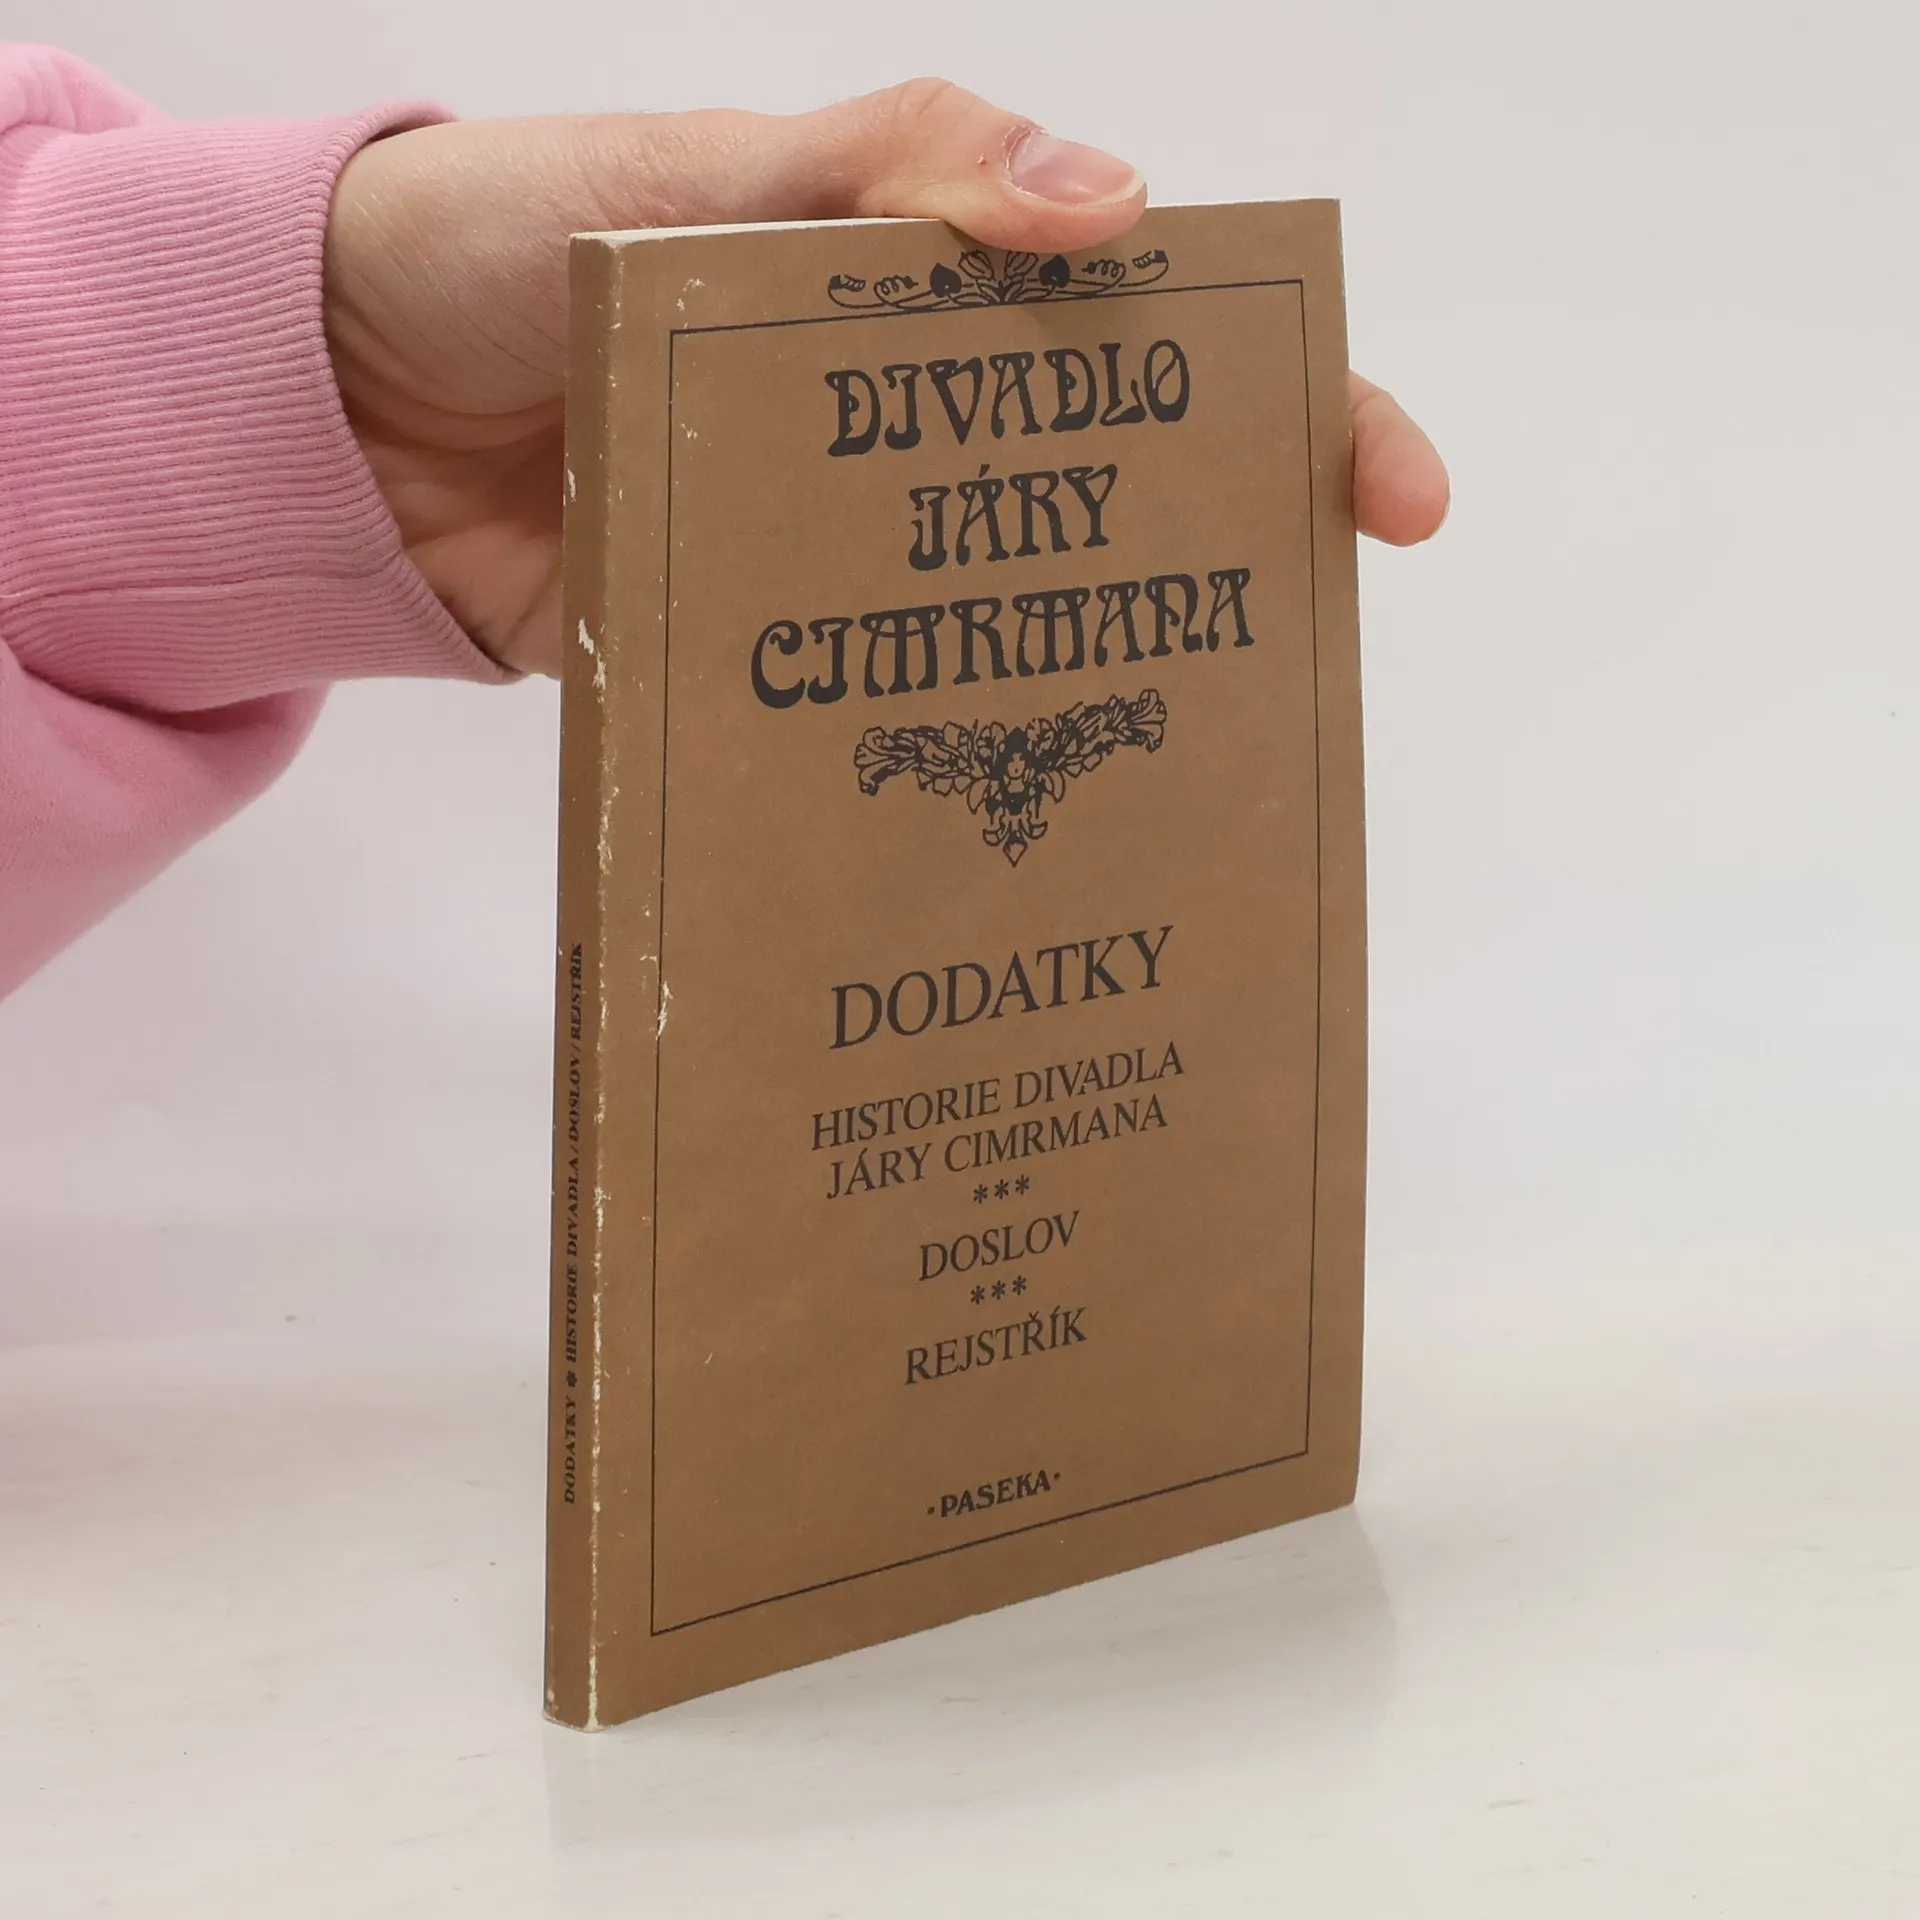 DIVADLO
JÁRY
CIMRMANA
DODATKY
HISTORIE DIVADLA
JÁRY CIMRMANA
***
DOSLOV
***
REJSTŘÍK
·PASEKA·
DODATKY * HISTORIE DIVADLA/DOSLOV/REJSTŘÍK